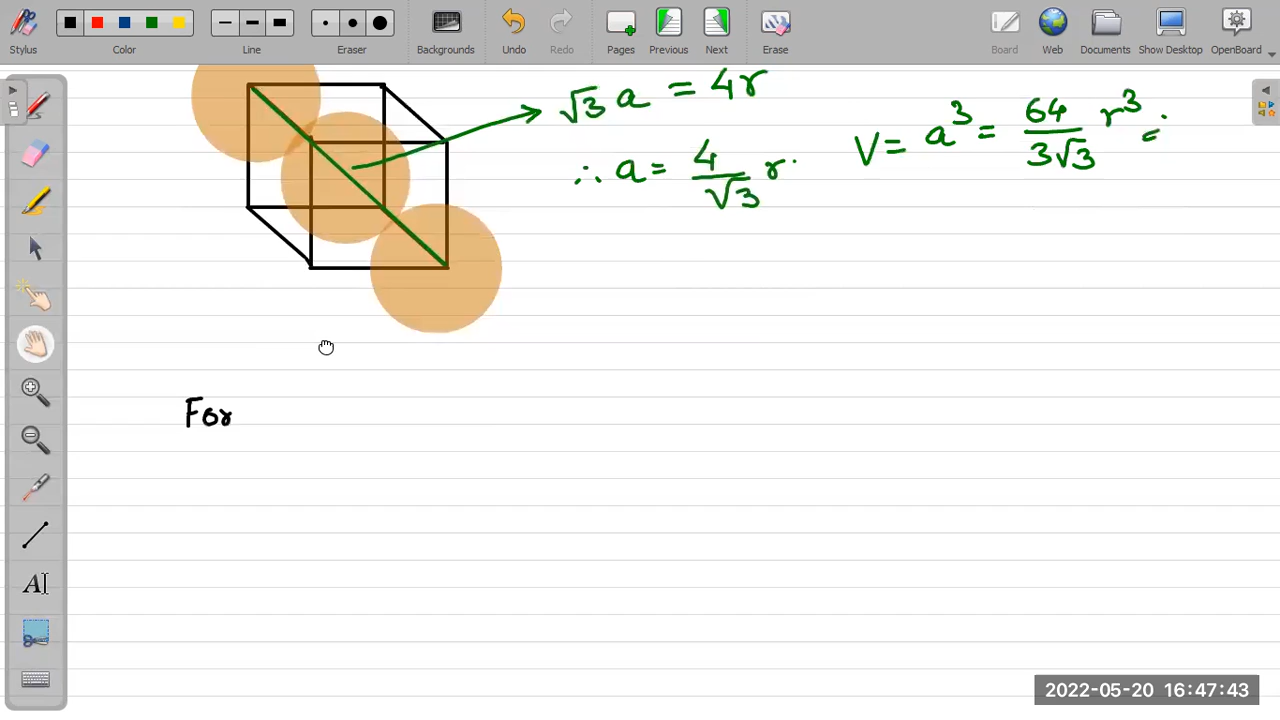 Stylus Color Line Eraser Backgrounds Undo Redo Pages Previous Next Erase Board Web Documents Show Desktop OpenBoard
√3 a = 4r
∴ a = 4/√3 r.
V = a³ = 64/3√3 r³ =
For
AI
2022-05-20 16:47:43